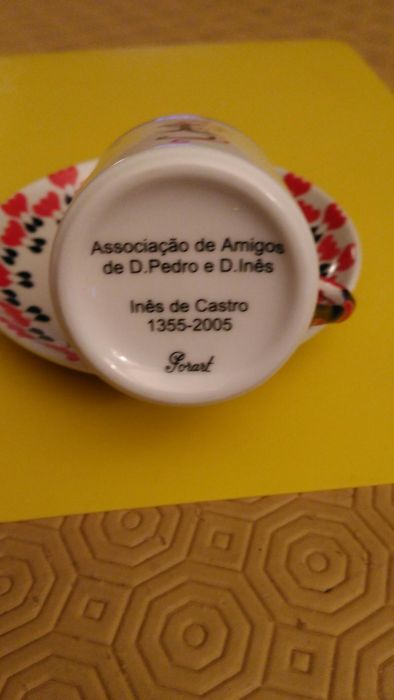 Associação de Amigos
de D.Pedro e D.Inês
Inês de Castro
1355-2005
Porart